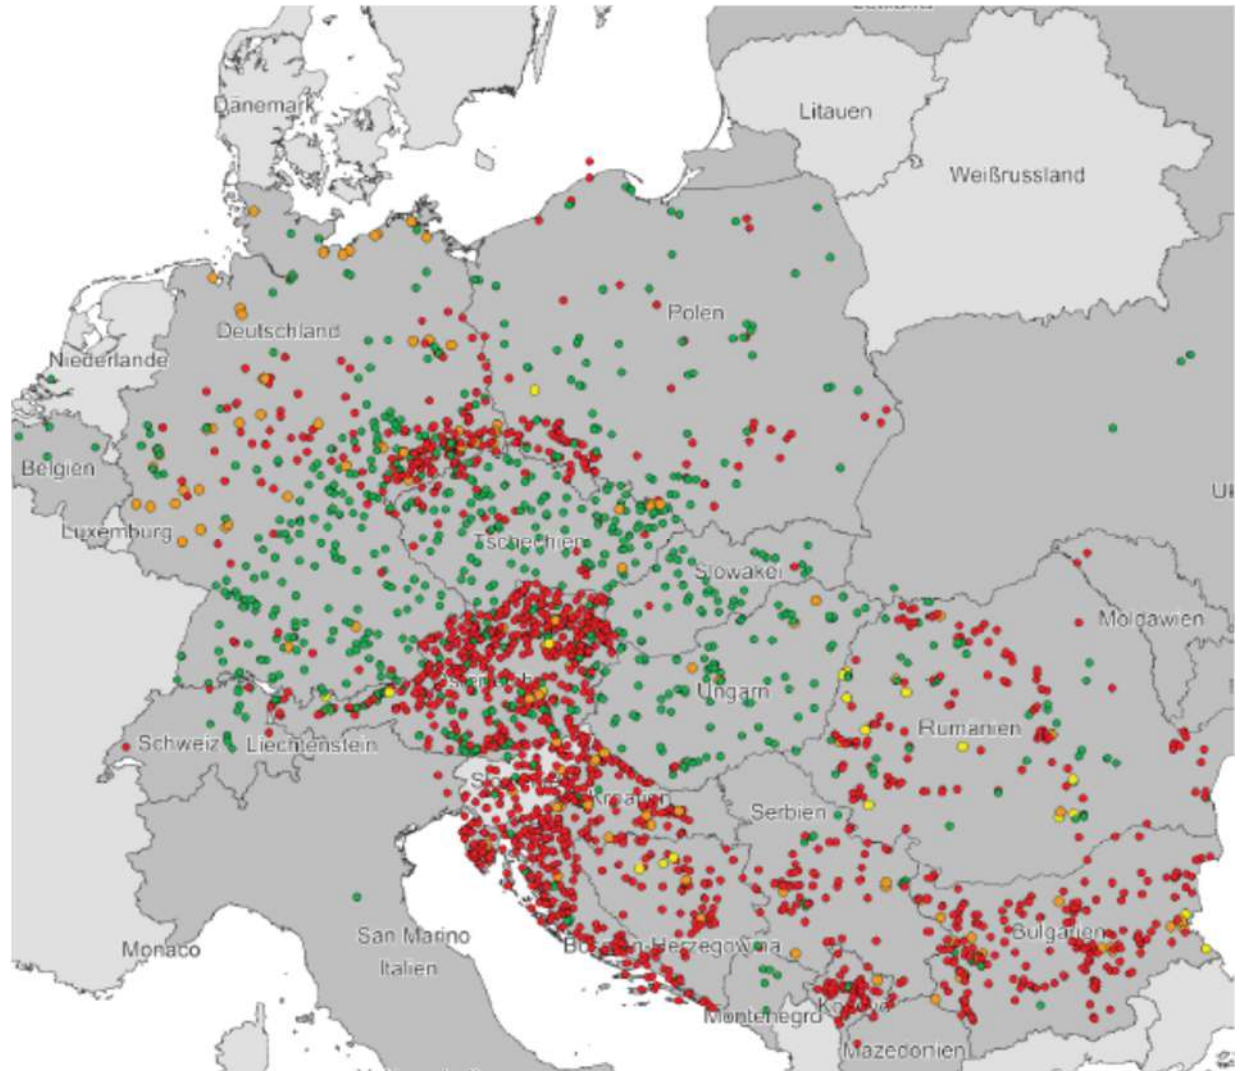 Dänemark
Litauen
Weißrussland
Polen
Deutschland
Niederlande
Belgien
Luxemburg
Tschechien
Slowakei
Moldawien
Ungarn
Rumänien
Schweiz
Liechtenstein
Kroatien
Serbien
San Marino
Monaco
Italien
Bosnien-Herzegowina
Bulgarien
Montenegro
Kosovo
Mazedonien